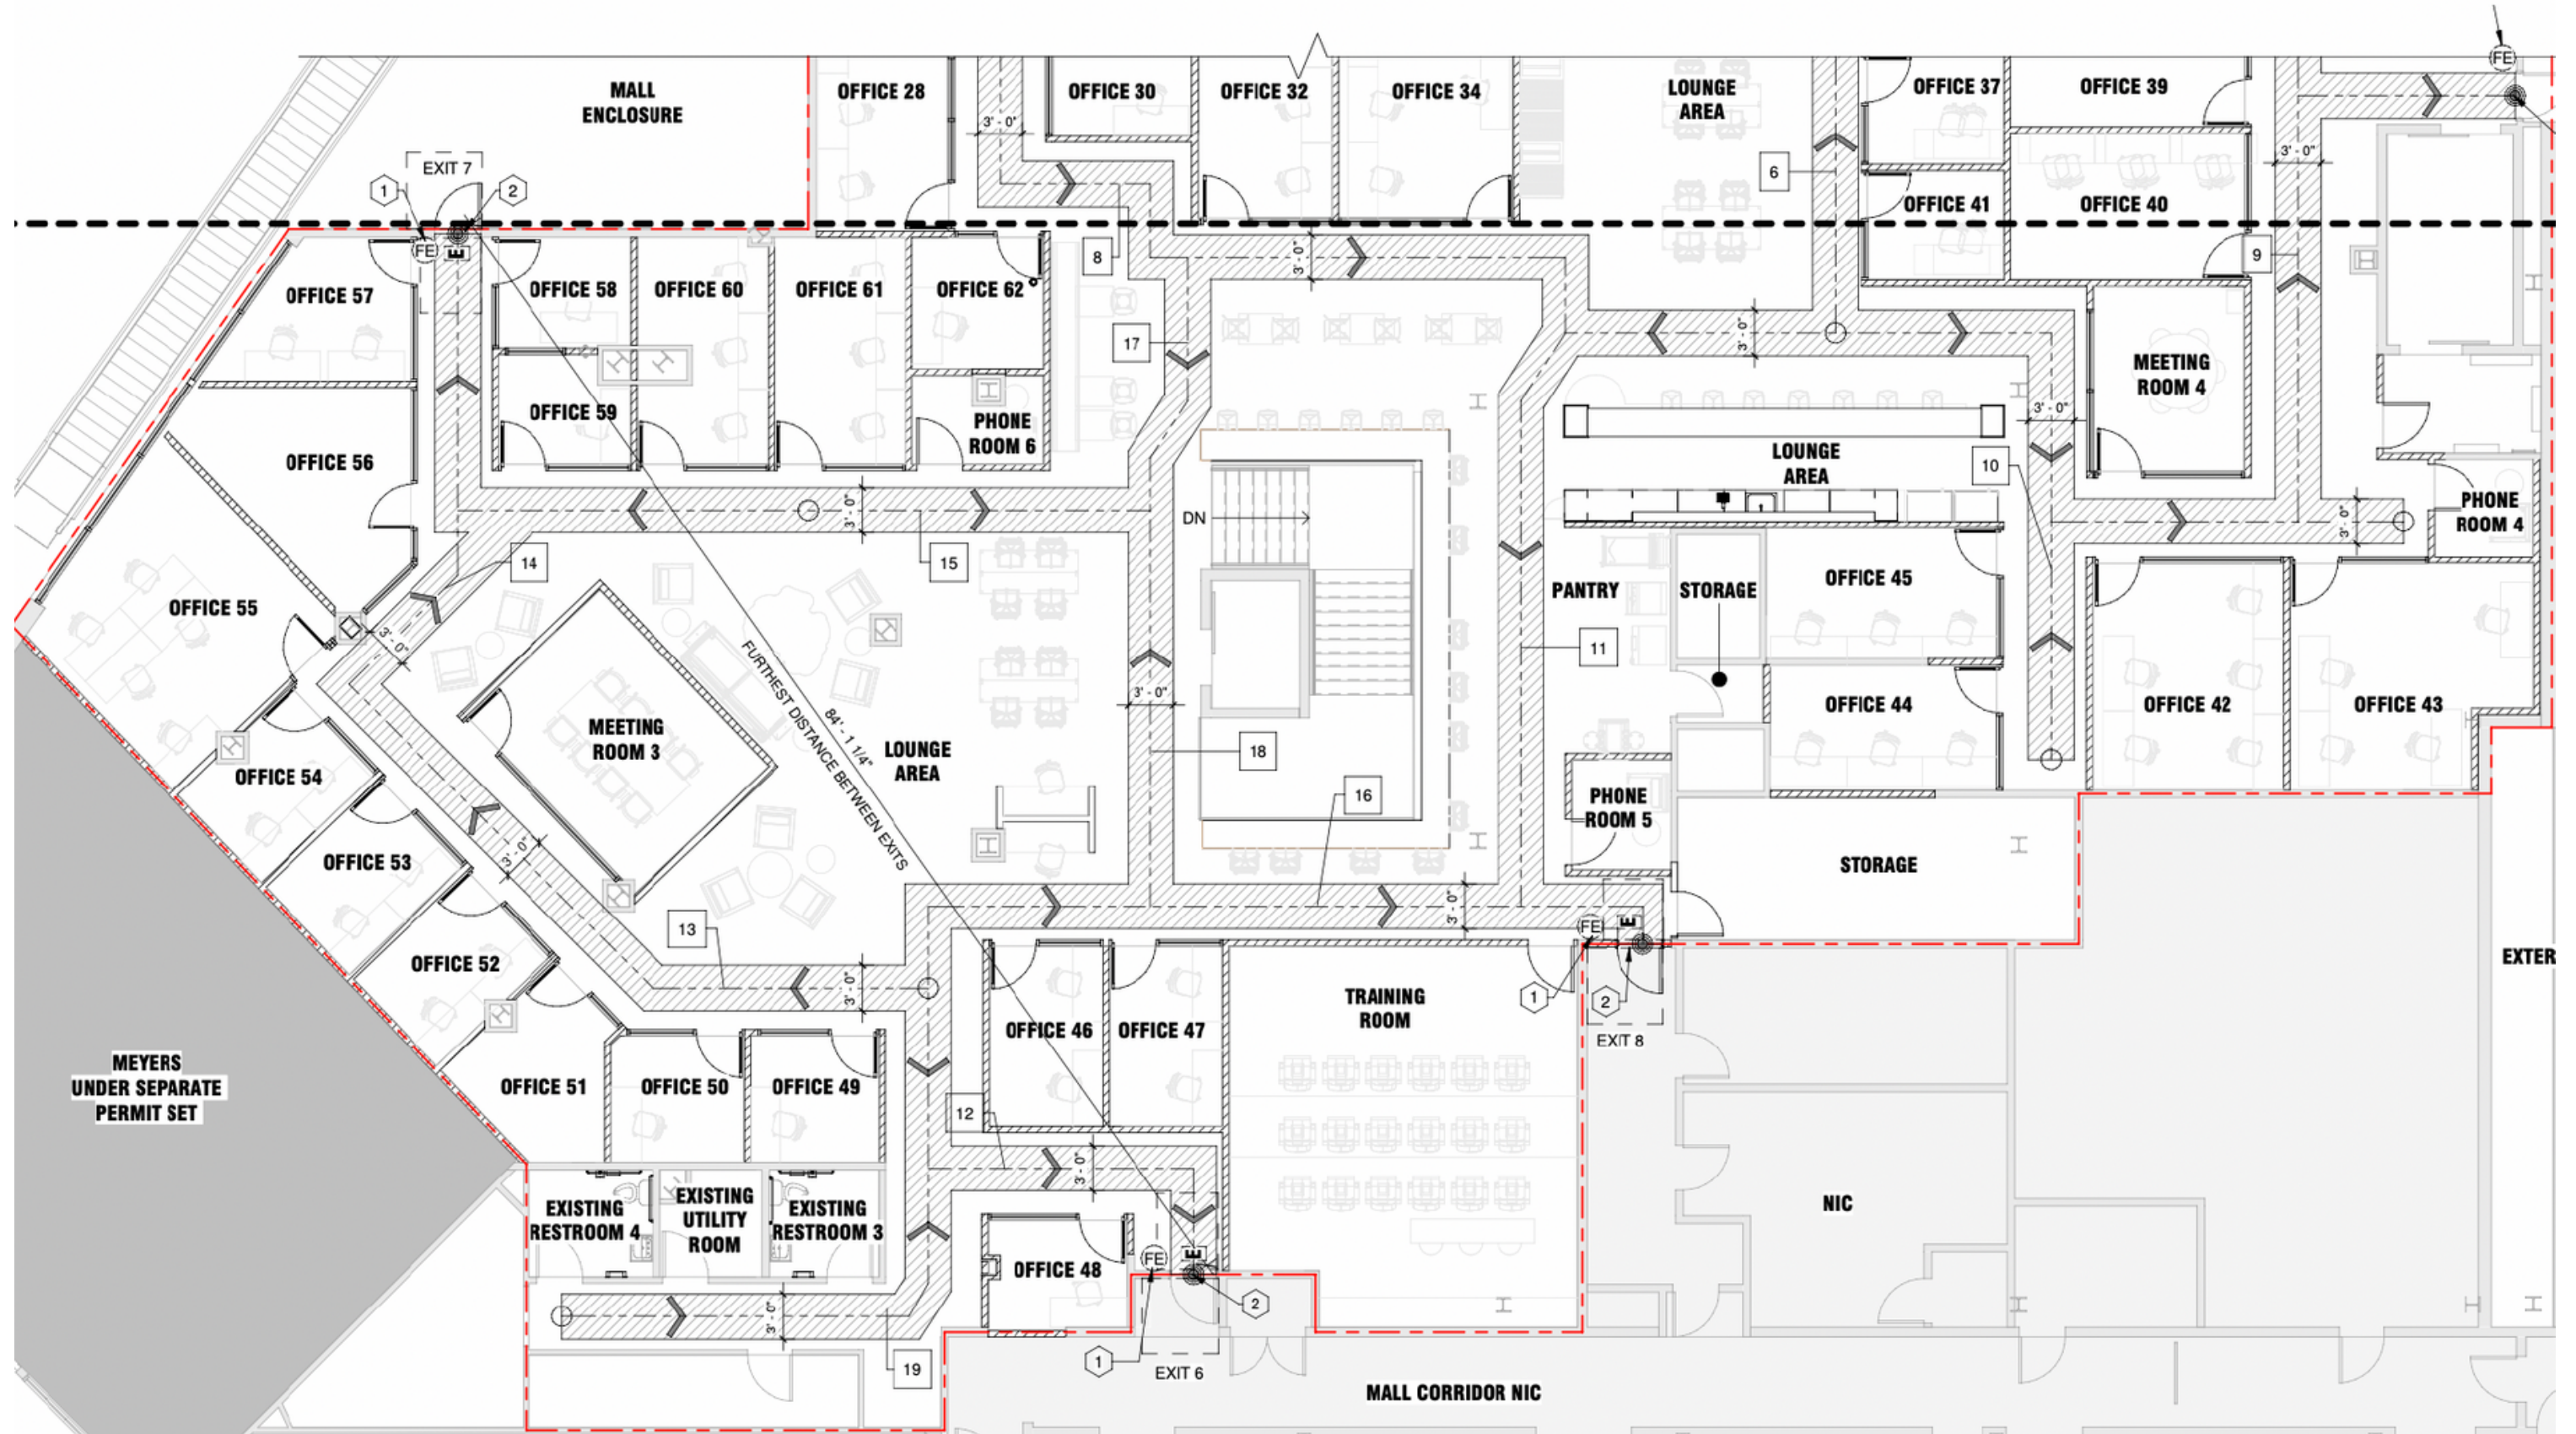 MALL
ENCLOSURE
OFFICE 28
3' - 0"
OFFICE 30
OFFICE 32
OFFICE 34
LOUNGE
AREA
OFFICE 37
OFFICE 39
FE
6
3' - 0"
EXIT 7
1
2
OFFICE 41
OFFICE 40
FE
E
8
3' - 0"
9
OFFICE 57
OFFICE 58
OFFICE 60
OFFICE 61
OFFICE 62
17
3' - 0"
MEETING
ROOM 4
OFFICE 59
PHONE
ROOM 6
3' - 0"
OFFICE 56
LOUNGE
AREA
10
3' - 0"
DN
PHONE
ROOM 4
3' - 0"
14
15
OFFICE 55
3' - 0"
PANTRY
STORAGE
OFFICE 45
11
84' - 1 1/4"
FURTHEST DISTANCE BETWEEN EXITS
3' - 0"
OFFICE 44
OFFICE 42
OFFICE 43
MEETING
ROOM 3
LOUNGE
AREA
18
OFFICE 54
16
PHONE
ROOM 5
OFFICE 53
3' - 0"
STORAGE
13
3' - 0"
FE
E
OFFICE 52
3' - 0"
EXTER
1
2
TRAINING
ROOM
OFFICE 46
OFFICE 47
EXIT 8
MEYERS
UNDER SEPARATE
PERMIT SET
OFFICE 51
OFFICE 50
OFFICE 49
12
3' - 0"
EXISTING
RESTROOM 4
EXISTING
UTILITY
ROOM
EXISTING
RESTROOM 3
NIC
OFFICE 48
FE
E
3' - 0"
2
19
1
EXIT 6
MALL CORRIDOR NIC